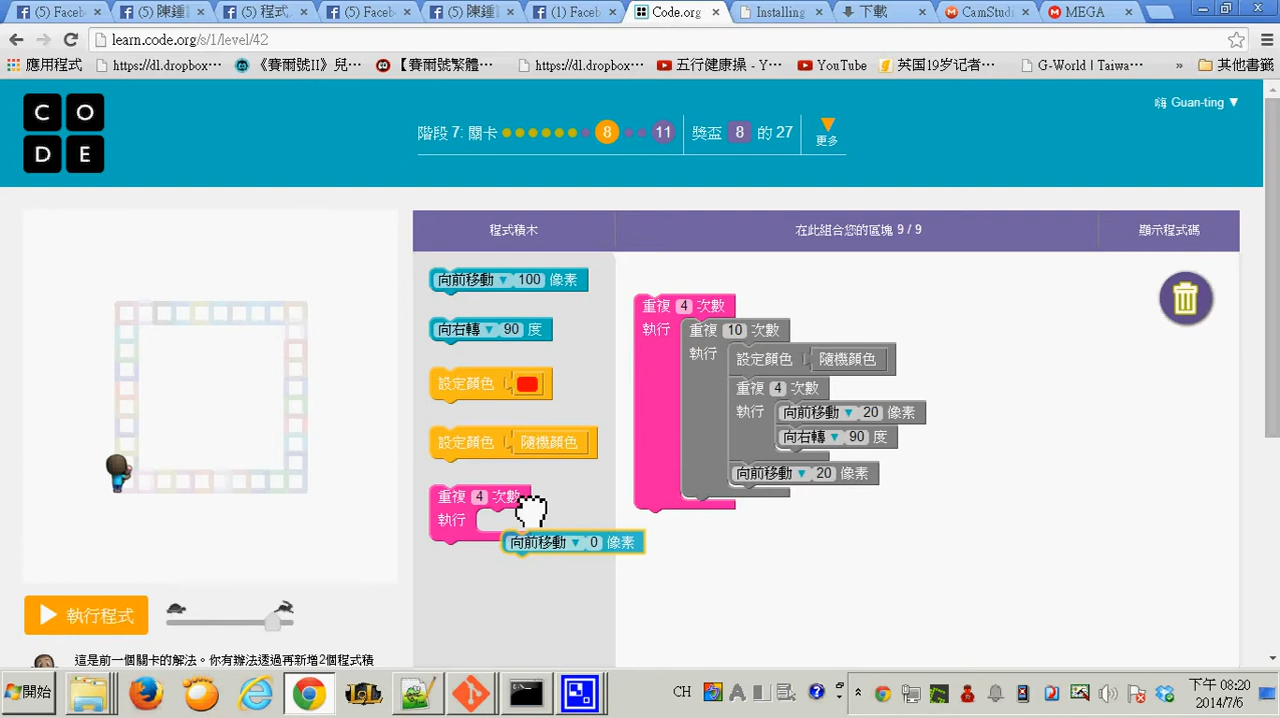 (5) Faceb
(5) 陳鍾
(5) 程式
(5) Faceb
(5) 陳鍾
(1) Faceb
Code.org
Installing
下載
CamStudi
MEGA
learn.code.org/s/1/level/42
應用程式
https://dl.dropbox…
《賽爾號II》兒…
【賽爾號繁體…
https://dl.dropbox…
五行健康操 - Y…
YouTube
英国19岁记者…
G-World | Taiwa…
»
其他書籤
C O
D E
階段 7: 關卡
8
11
獎盃 8 的 27
更多
嗨 Guan-ting ▼
程式積木
在此組合您的區塊 9 / 9
顯示程式碼
向前移動 ▼ 100 像素
向右轉 ▼ 90 度
設定顏色
設定顏色 隨機顏色
重複 4 次數
執行
向前移動 ▼ 0 像素
重複 4 次數
執行
重複 10 次數
執行
設定顏色 隨機顏色
重複 4 次數
執行
向前移動 ▼ 20 像素
向右轉 ▼ 90 度
向前移動 ▼ 20 像素
執行程式
這是前一個關卡的解法。你有辦法透過再新增2個程式積
開始
CH
下午 08:20
2014/7/6